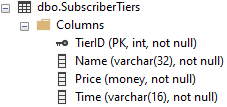 dbo.SubscriberTiers
Columns
TierID (PK, int, not null)
Name (varchar(32), not null)
Price (money, not null)
Time (varchar(16), not null)